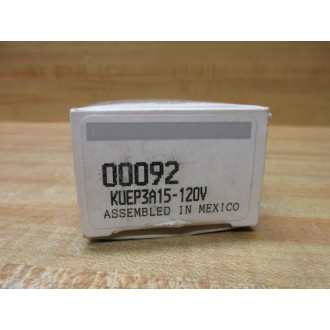 00092
KUEP3A15-120V
ASSEMBLED IN MEXICO